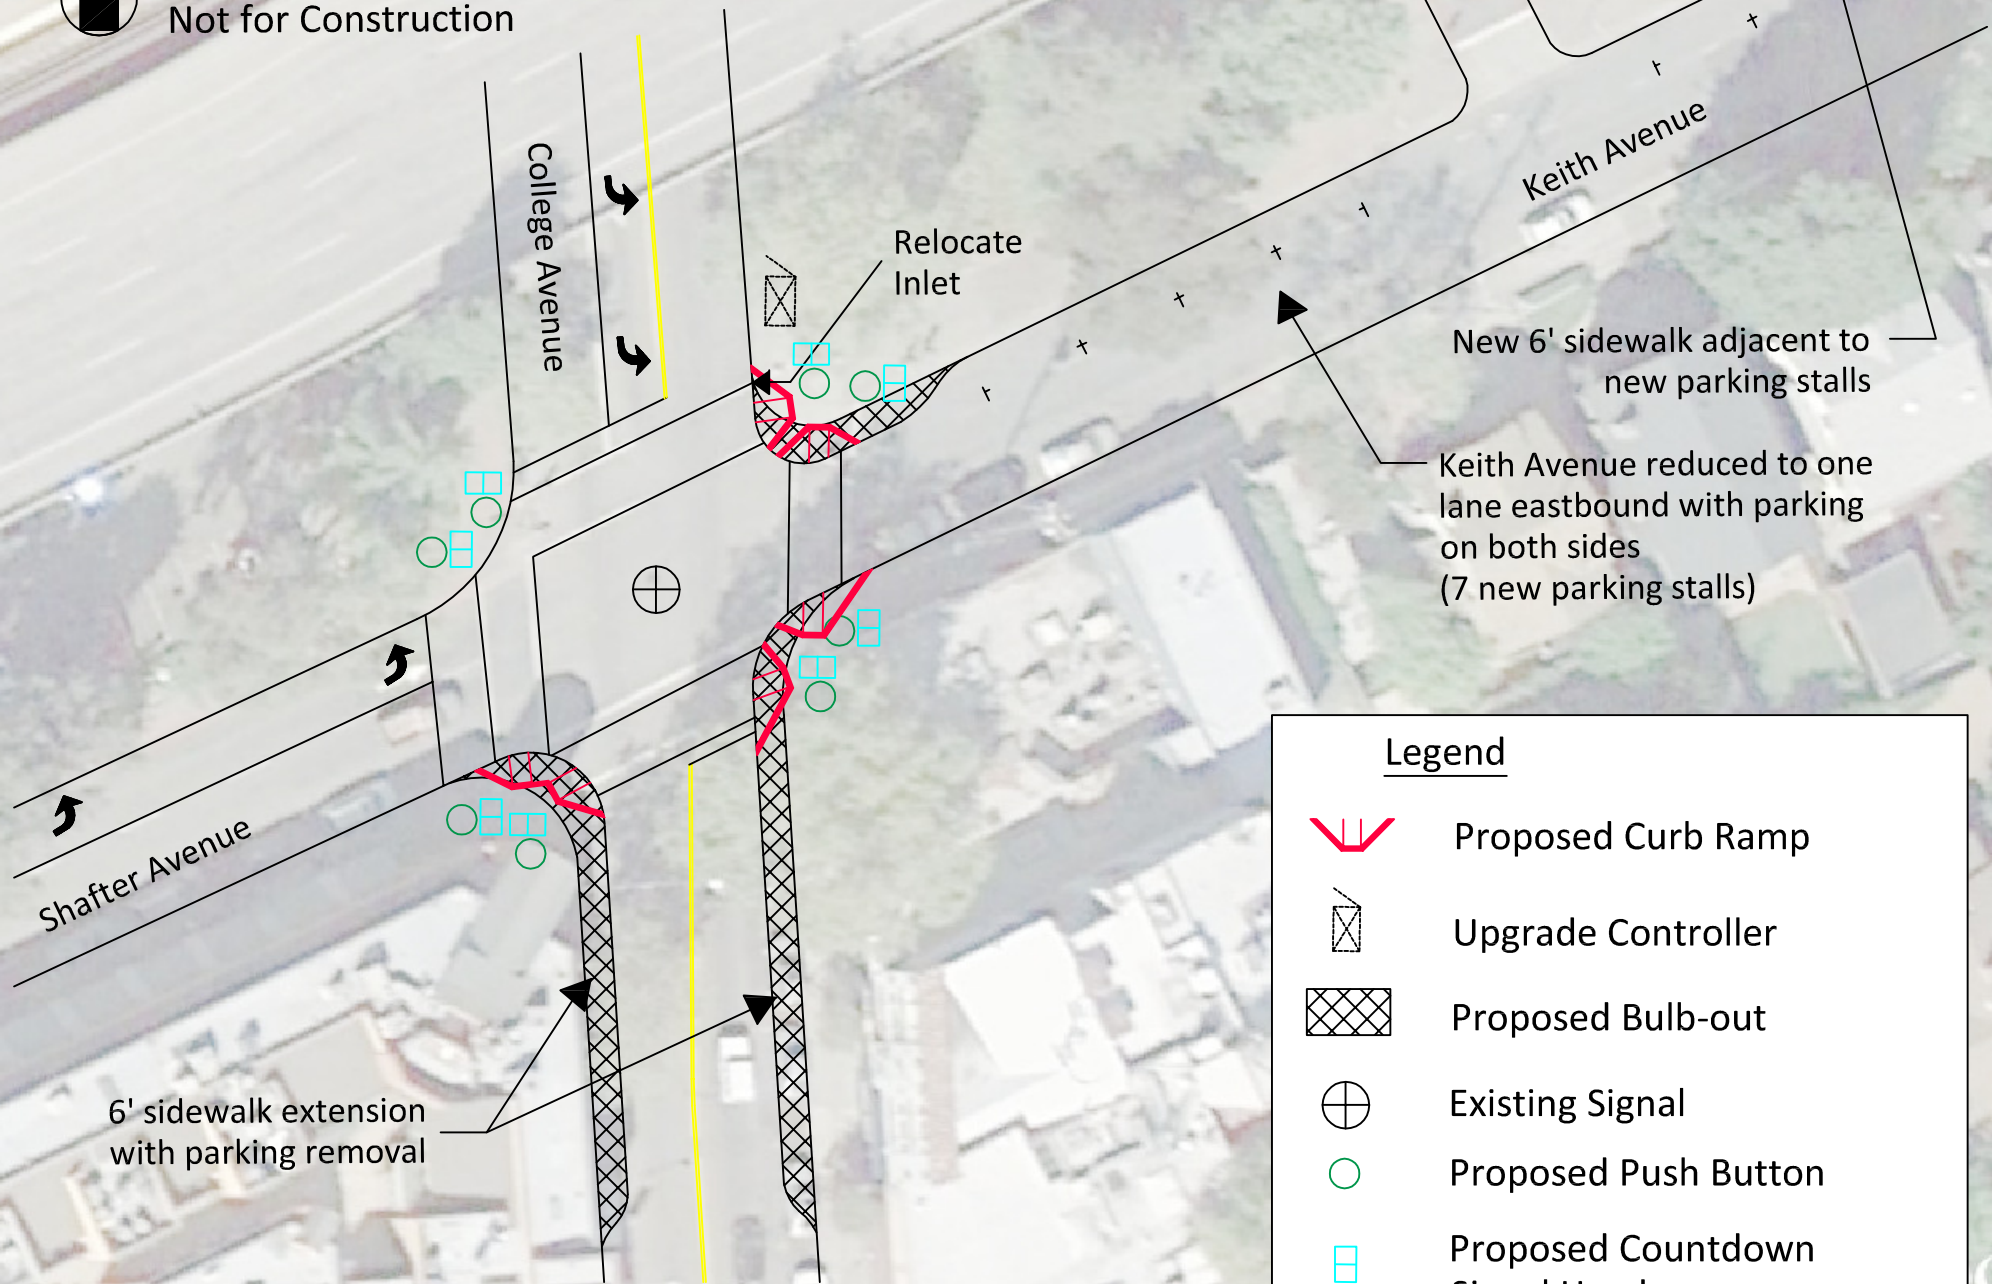 Not for Construction
College Avenue
Keith Avenue
Relocate
Inlet
New 6' sidewalk adjacent to
new parking stalls
Keith Avenue reduced to one
lane eastbound with parking
on both sides
(7 new parking stalls)
Shafter Avenue
6' sidewalk extension
with parking removal
Legend
Proposed Curb Ramp
Upgrade Controller
Proposed Bulb-out
Existing Signal
Proposed Push Button
Proposed Countdown